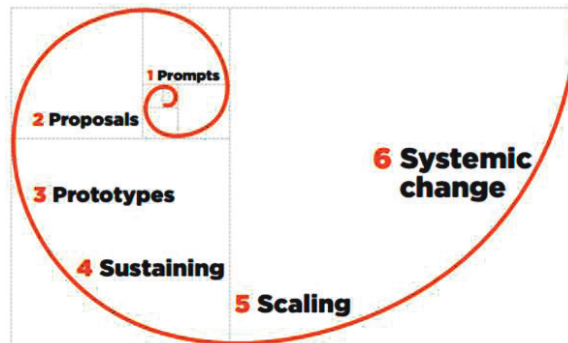 1 Prompts
2 Proposals
3 Prototypes
4 Sustaining
5 Scaling
6 Systemic
change